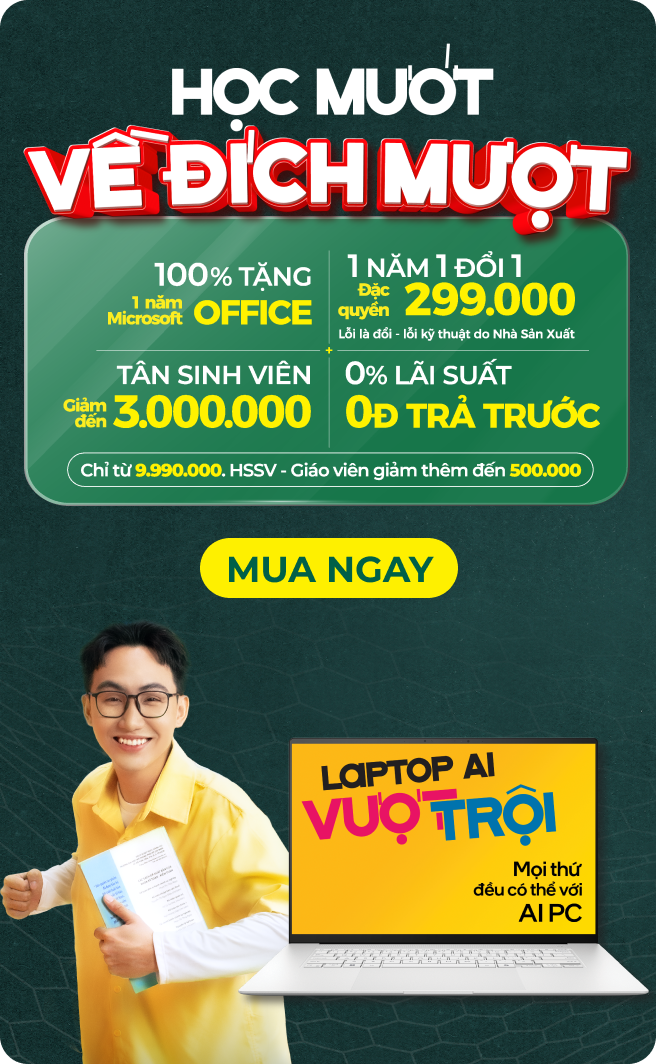 HỌC MƯỚT
VỀ ĐÍCH MƯỢT
100% TẶNG
1 năm
Microsoft OFFICE
1 NĂM 1 ĐỔI 1
Đặc
quyền 299.000
Lỗi là đổi - lỗi kỹ thuật do Nhà Sản Xuất
TÂN SINH VIÊN
Giảm
đến 3.000.000
0% LÃI SUẤT
0Đ TRẢ TRƯỚC
Chỉ từ 9.990.000. HSSV - Giáo viên giảm thêm đến 500.000
MUA NGAY
LAPTOP AI
VƯỢT TRỘI
Mọi thứ
đều có thể với
AI PC